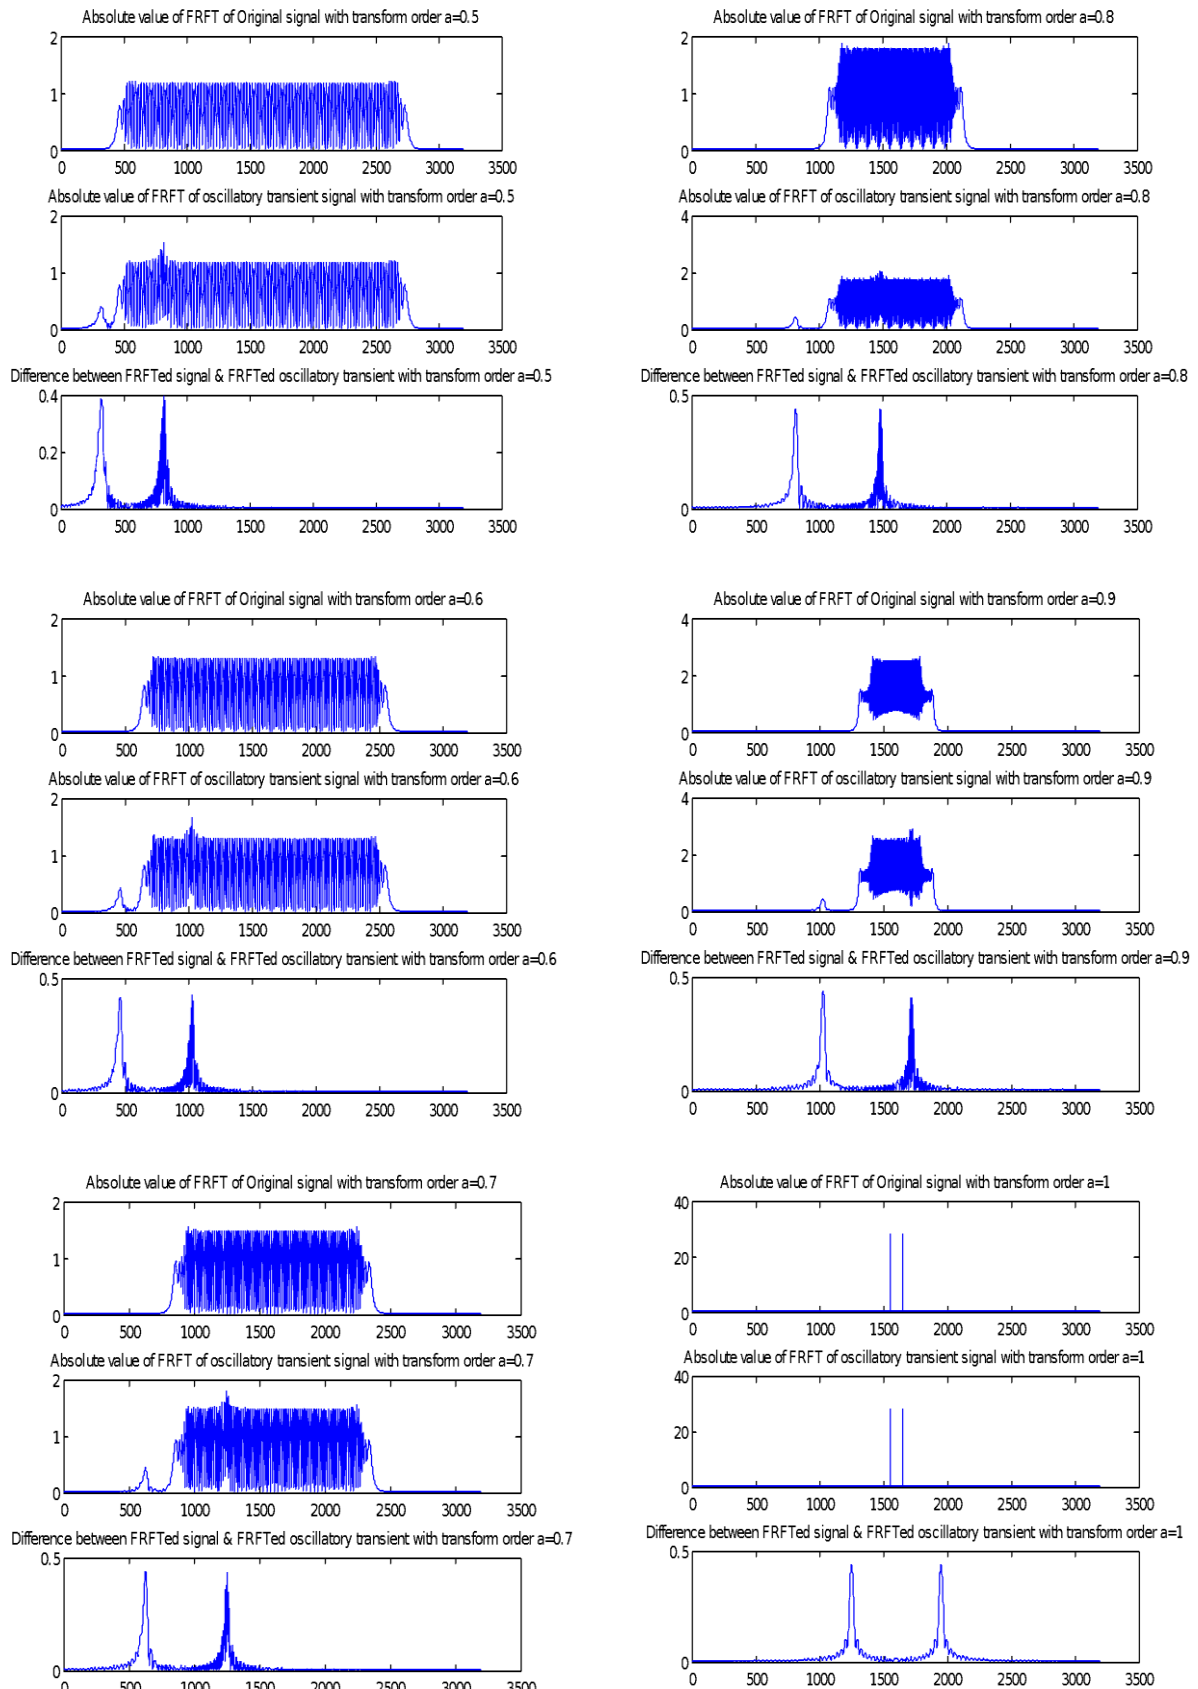 Absolute value of FRFT of Original signal with transform order a=0.5
2
1
0
0 500 1000 1500 2000 2500 3000 3500
Absolute value of FRFT of oscillatory transient signal with transform order a=0.5
2
1
0
0 500 1000 1500 2000 2500 3000 3500
Difference between FRFTed signal & FRFTed oscillatory transient with transform order a=0.5
0.4
0.2
0
0 500 1000 1500 2000 2500 3000 3500
Absolute value of FRFT of Original signal with transform order a=0.8
2
1
0
0 500 1000 1500 2000 2500 3000 3500
Absolute value of FRFT of oscillatory transient signal with transform order a=0.8
4
2
0
0 500 1000 1500 2000 2500 3000 3500
Difference between FRFTed signal & FRFTed oscillatory transient with transform order a=0.8
0.5
0
0 500 1000 1500 2000 2500 3000 3500
Absolute value of FRFT of Original signal with transform order a=0.6
2
1
0
0 500 1000 1500 2000 2500 3000 3500
Absolute value of FRFT of oscillatory transient signal with transform order a=0.6
2
1
0
0 500 1000 1500 2000 2500 3000 3500
Difference between FRFTed signal & FRFTed oscillatory transient with transform order a=0.6
0.5
0
0 500 1000 1500 2000 2500 3000 3500
Absolute value of FRFT of Original signal with transform order a=0.9
4
2
0
0 500 1000 1500 2000 2500 3000 3500
Absolute value of FRFT of oscillatory transient signal with transform order a=0.9
4
2
0
0 500 1000 1500 2000 2500 3000 3500
Difference between FRFTed signal & FRFTed oscillatory transient with transform order a=0.9
0.5
0
0 500 1000 1500 2000 2500 3000 3500
Absolute value of FRFT of Original signal with transform order a=0.7
2
1
0
0 500 1000 1500 2000 2500 3000 3500
Absolute value of FRFT of oscillatory transient signal with transform order a=0.7
2
1
0
0 500 1000 1500 2000 2500 3000 3500
Difference between FRFTed signal & FRFTed oscillatory transient with transform order a=0.7
0.5
0
0 500 1000 1500 2000 2500 3000 3500
Absolute value of FRFT of Original signal with transform order a=1
40
20
0
0 500 1000 1500 2000 2500 3000 3500
Absolute value of FRFT of oscillatory transient signal with transform order a=1
40
20
0
0 500 1000 1500 2000 2500 3000 3500
Difference between FRFTed signal & FRFTed oscillatory transient with transform order a=1
0.5
0
0 500 1000 1500 2000 2500 3000 3500